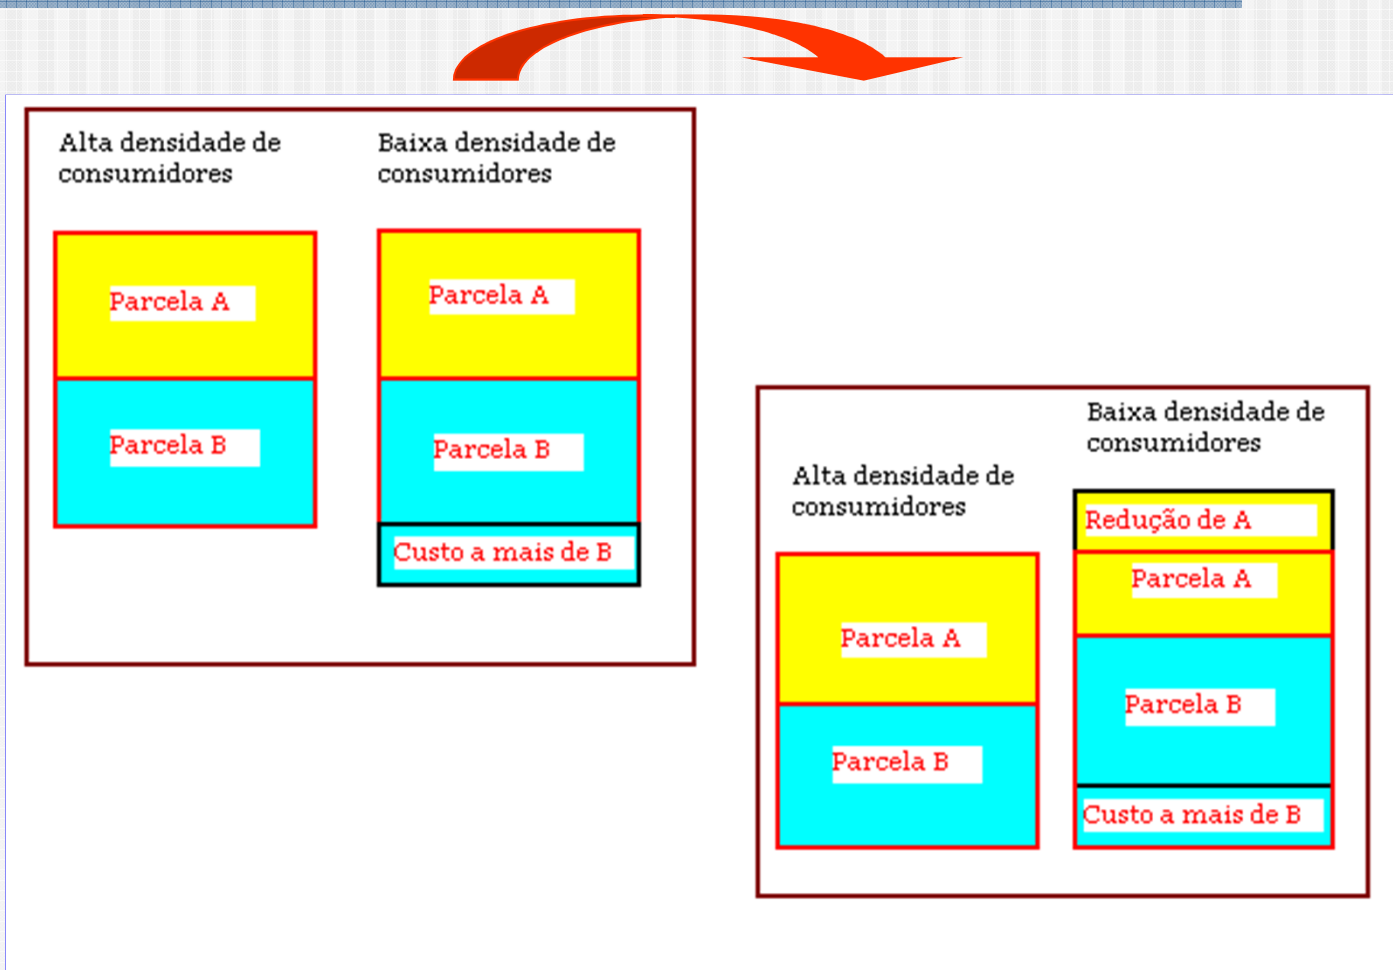 Alta densidade de
consumidores
Baixa densidade de
consumidores
Parcela A
Parcela A
Parcela B
Parcela B
Custo a mais de B
Baixa densidade de
consumidores
Alta densidade de
consumidores
Redução de A
Parcela A
Parcela A
Parcela B
Parcela B
Custo a mais de B